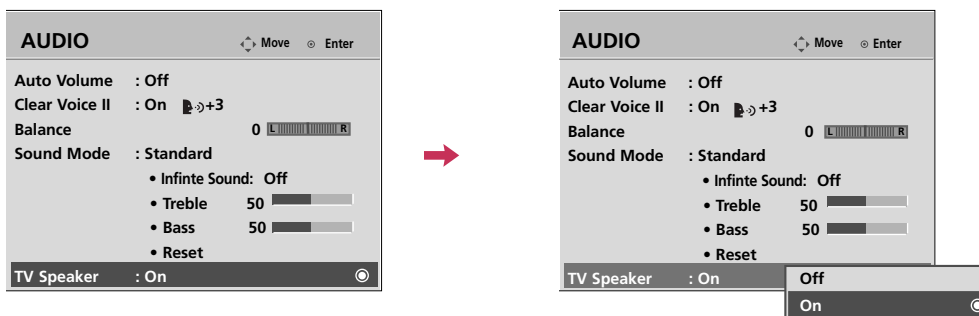 AUDIO Move Enter
Auto Volume : Off
Clear Voice II : On +3
Balance 0 L R
Sound Mode : Standard
• Infinte Sound: Off
• Treble 50
• Bass 50
• Reset
TV Speaker : On
AUDIO Move Enter
Auto Volume : Off
Clear Voice II : On +3
Balance 0 L R
Sound Mode : Standard
• Infinte Sound: Off
• Treble 50
• Bass 50
• Reset
TV Speaker : On
Off
On